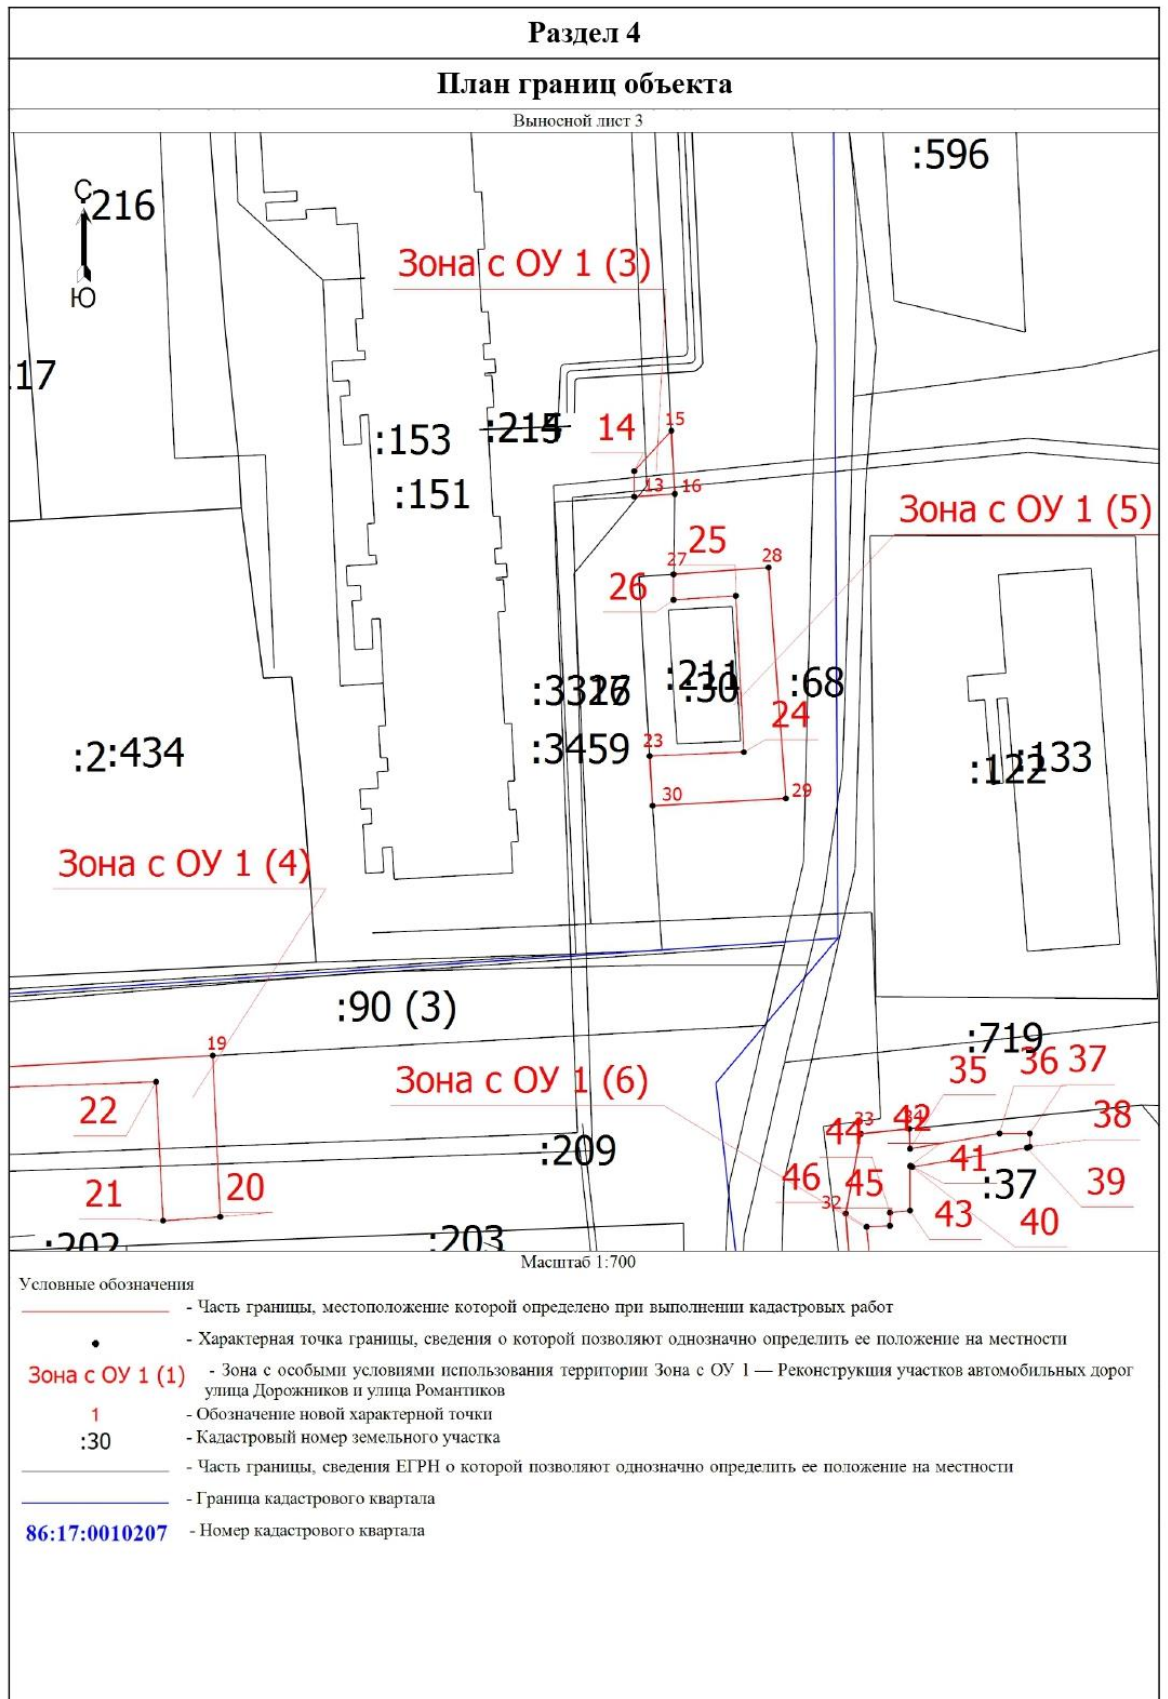 Раздел 4
План границ объекта
Выносной лист 3
:596
С
:216
Ю
Зона с ОУ 1 (3)
:17
:153
14
15
:151
13
16
Зона с ОУ 1 (5)
25
27
28
26
:211
:30
:68
24
23
:3459
:2
:434
:122
:133
30
29
Зона с ОУ 1 (4)
:90 (3)
19
:719
Зона с ОУ 1 (6)
35
36
37
22
33
34
42
38
44
:209
41
46
45
:37
39
21
20
32
43
40
:202
:203
Масштаб 1:700
Условные обозначения
- Часть границы, местоположение которой определено при выполнении кадастровых работ
- Характерная точка границы, сведения о которой позволяют однозначно определить ее положение на местности
Зона с ОУ 1 (1) - Зона с особыми условиями использования территории Зона с ОУ 1 — Реконструкция участков автомобильных дорог
улица Дорожников и улица Романтиков
1 - Обозначение новой характерной точки
:30 - Кадастровый номер земельного участка
- Часть границы, сведения ЕГРН о которой позволяют однозначно определить ее положение на местности
- Граница кадастрового квартала
86:17:0010207 - Номер кадастрового квартала